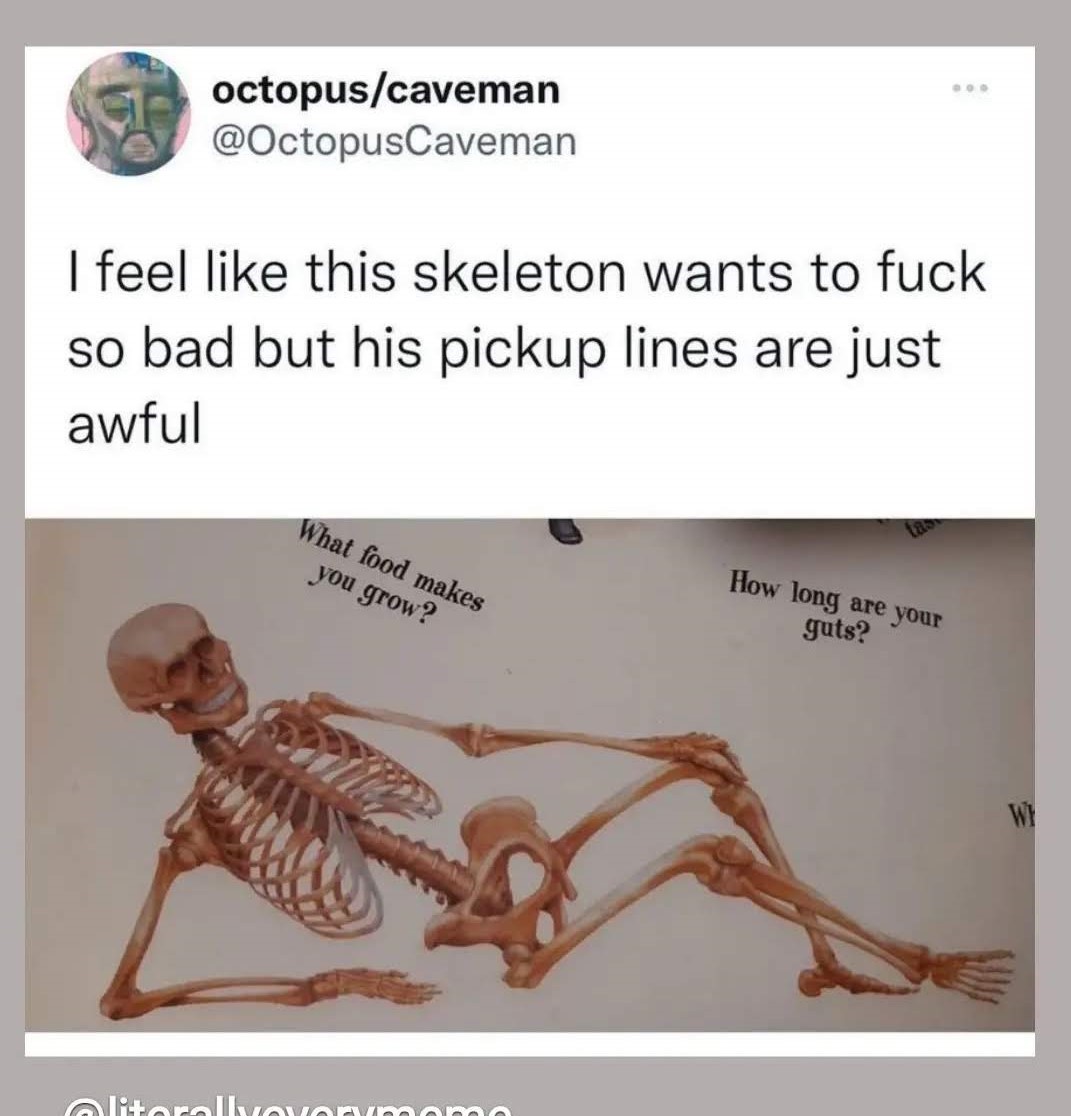 octopus/caveman
@OctopusCaveman
I feel like this skeleton wants to fuck
so bad but his pickup lines are just
awful
What food makes
you grow?
How long are your
guts?
@literallyeverymeme